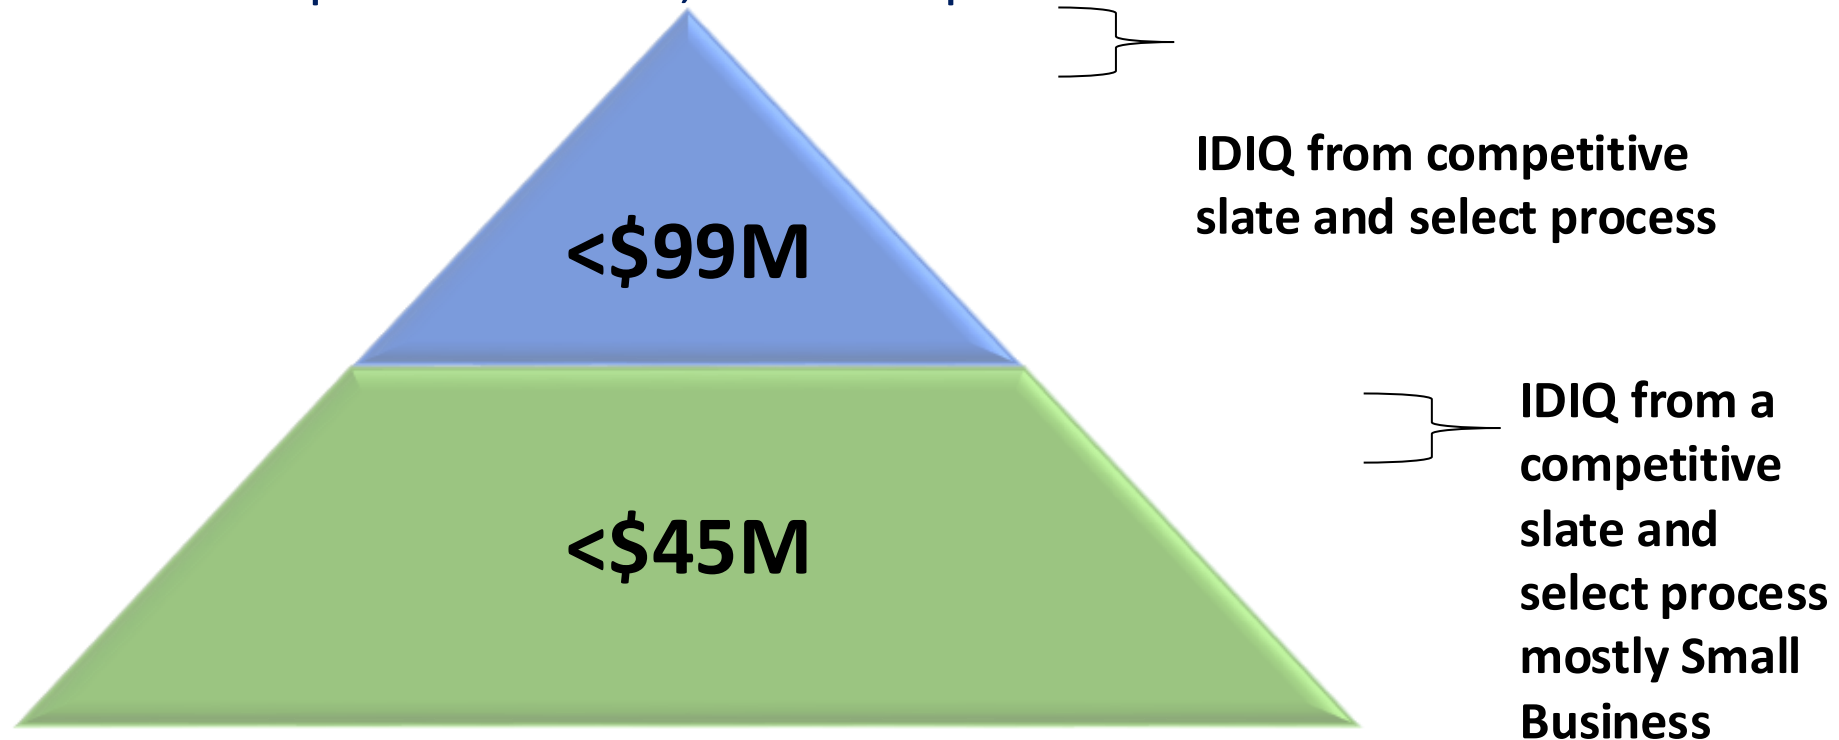 <$99M
IDIQ from competitive
slate and select process
<$45M
IDIQ from a
competitive
slate and
select process
mostly Small
Business